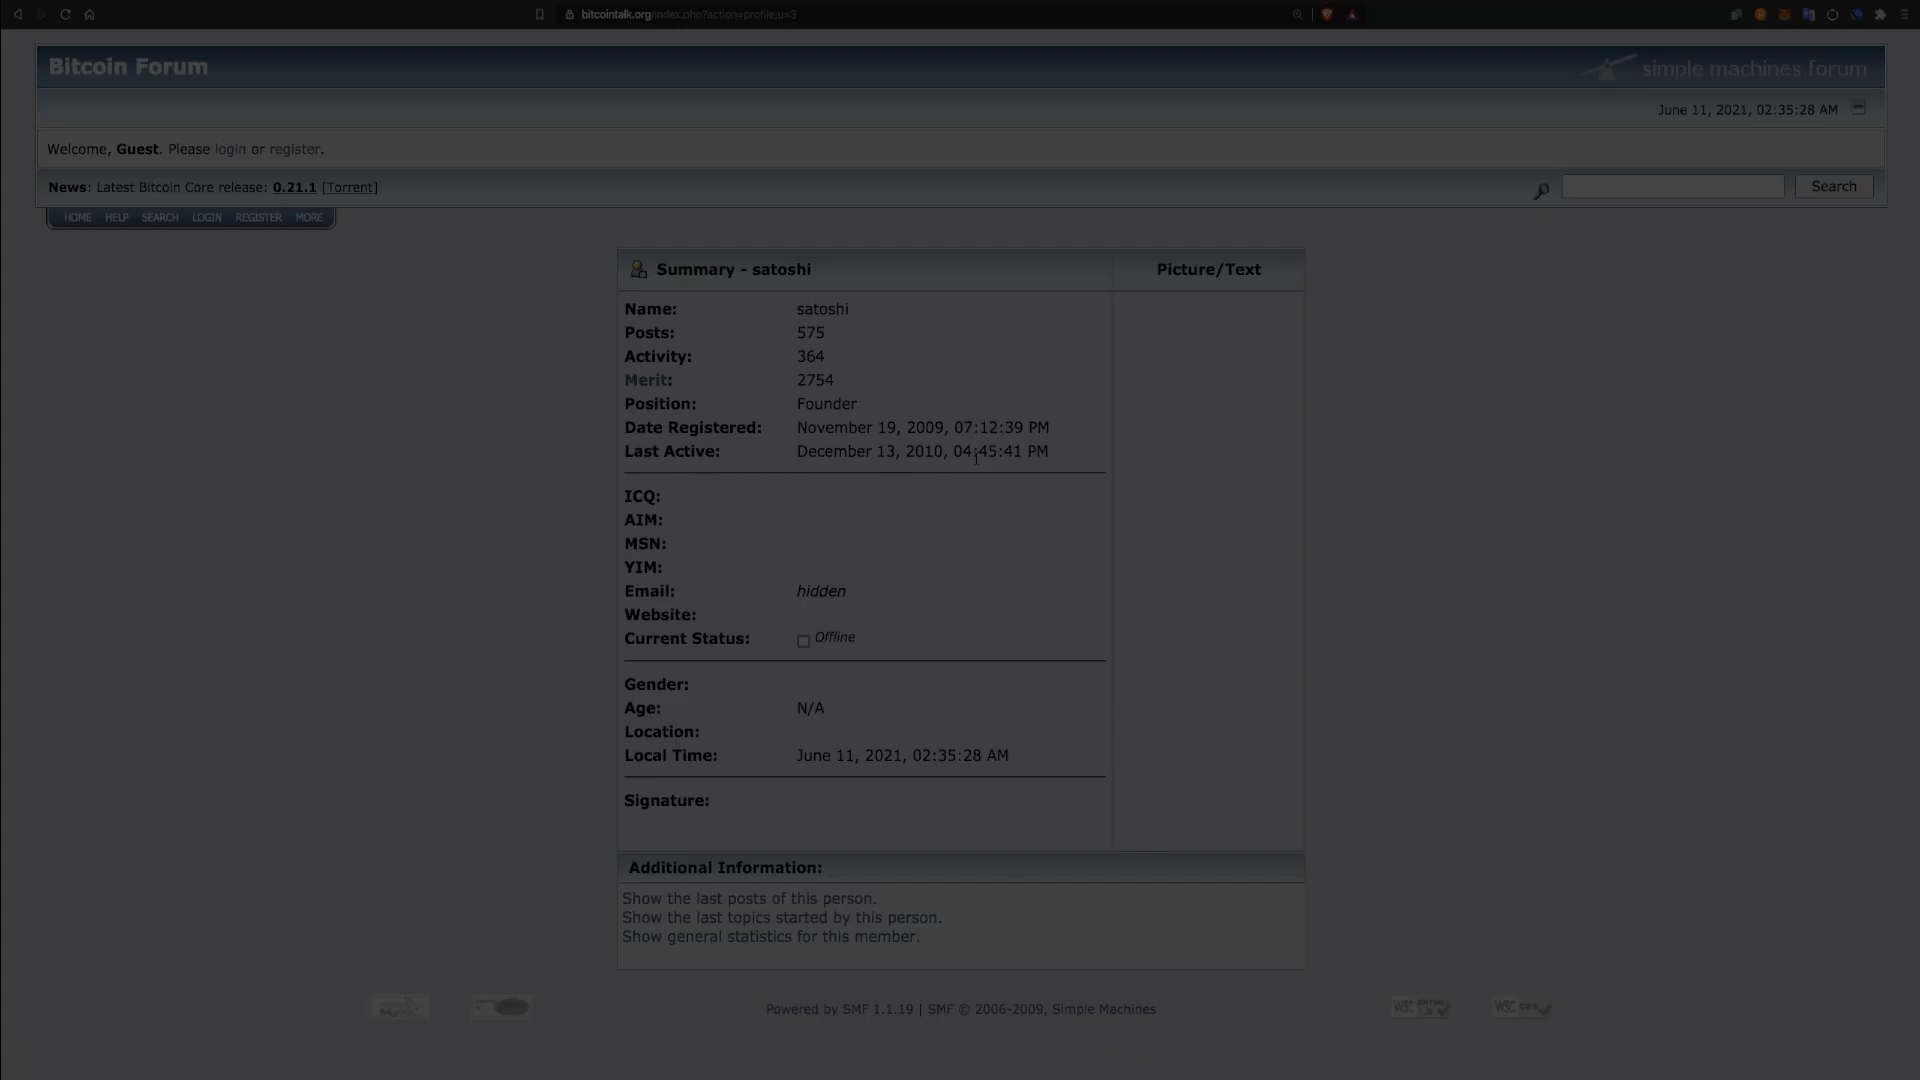 bitcointalk.org/index.php?action=profile;u=3
Bitcoin Forum
simple machines forum
June 11, 2021, 02:35:28 AM
Welcome, Guest. Please login or register.
News: Latest Bitcoin Core release: 0.21.1 [Torrent]
Search
HOME HELP SEARCH LOGIN REGISTER MORE
Summary - satoshi
Picture/Text
Name: satoshi
Posts: 575
Activity: 364
Merit: 2754
Position: Founder
Date Registered: November 19, 2009, 07:12:39 PM
Last Active: December 13, 2010, 04:45:41 PM
ICQ:
AIM:
MSN:
YIM:
Email: hidden
Website:
Current Status: Offline
Gender:
Age: N/A
Location:
Local Time: June 11, 2021, 02:35:28 AM
Signature:
Additional Information:
Show the last posts of this person.
Show the last topics started by this person.
Show general statistics for this member.
Powered by SMF 1.1.19 | SMF © 2006-2009, Simple Machines
W3C XHTML 1.0
W3C CSS